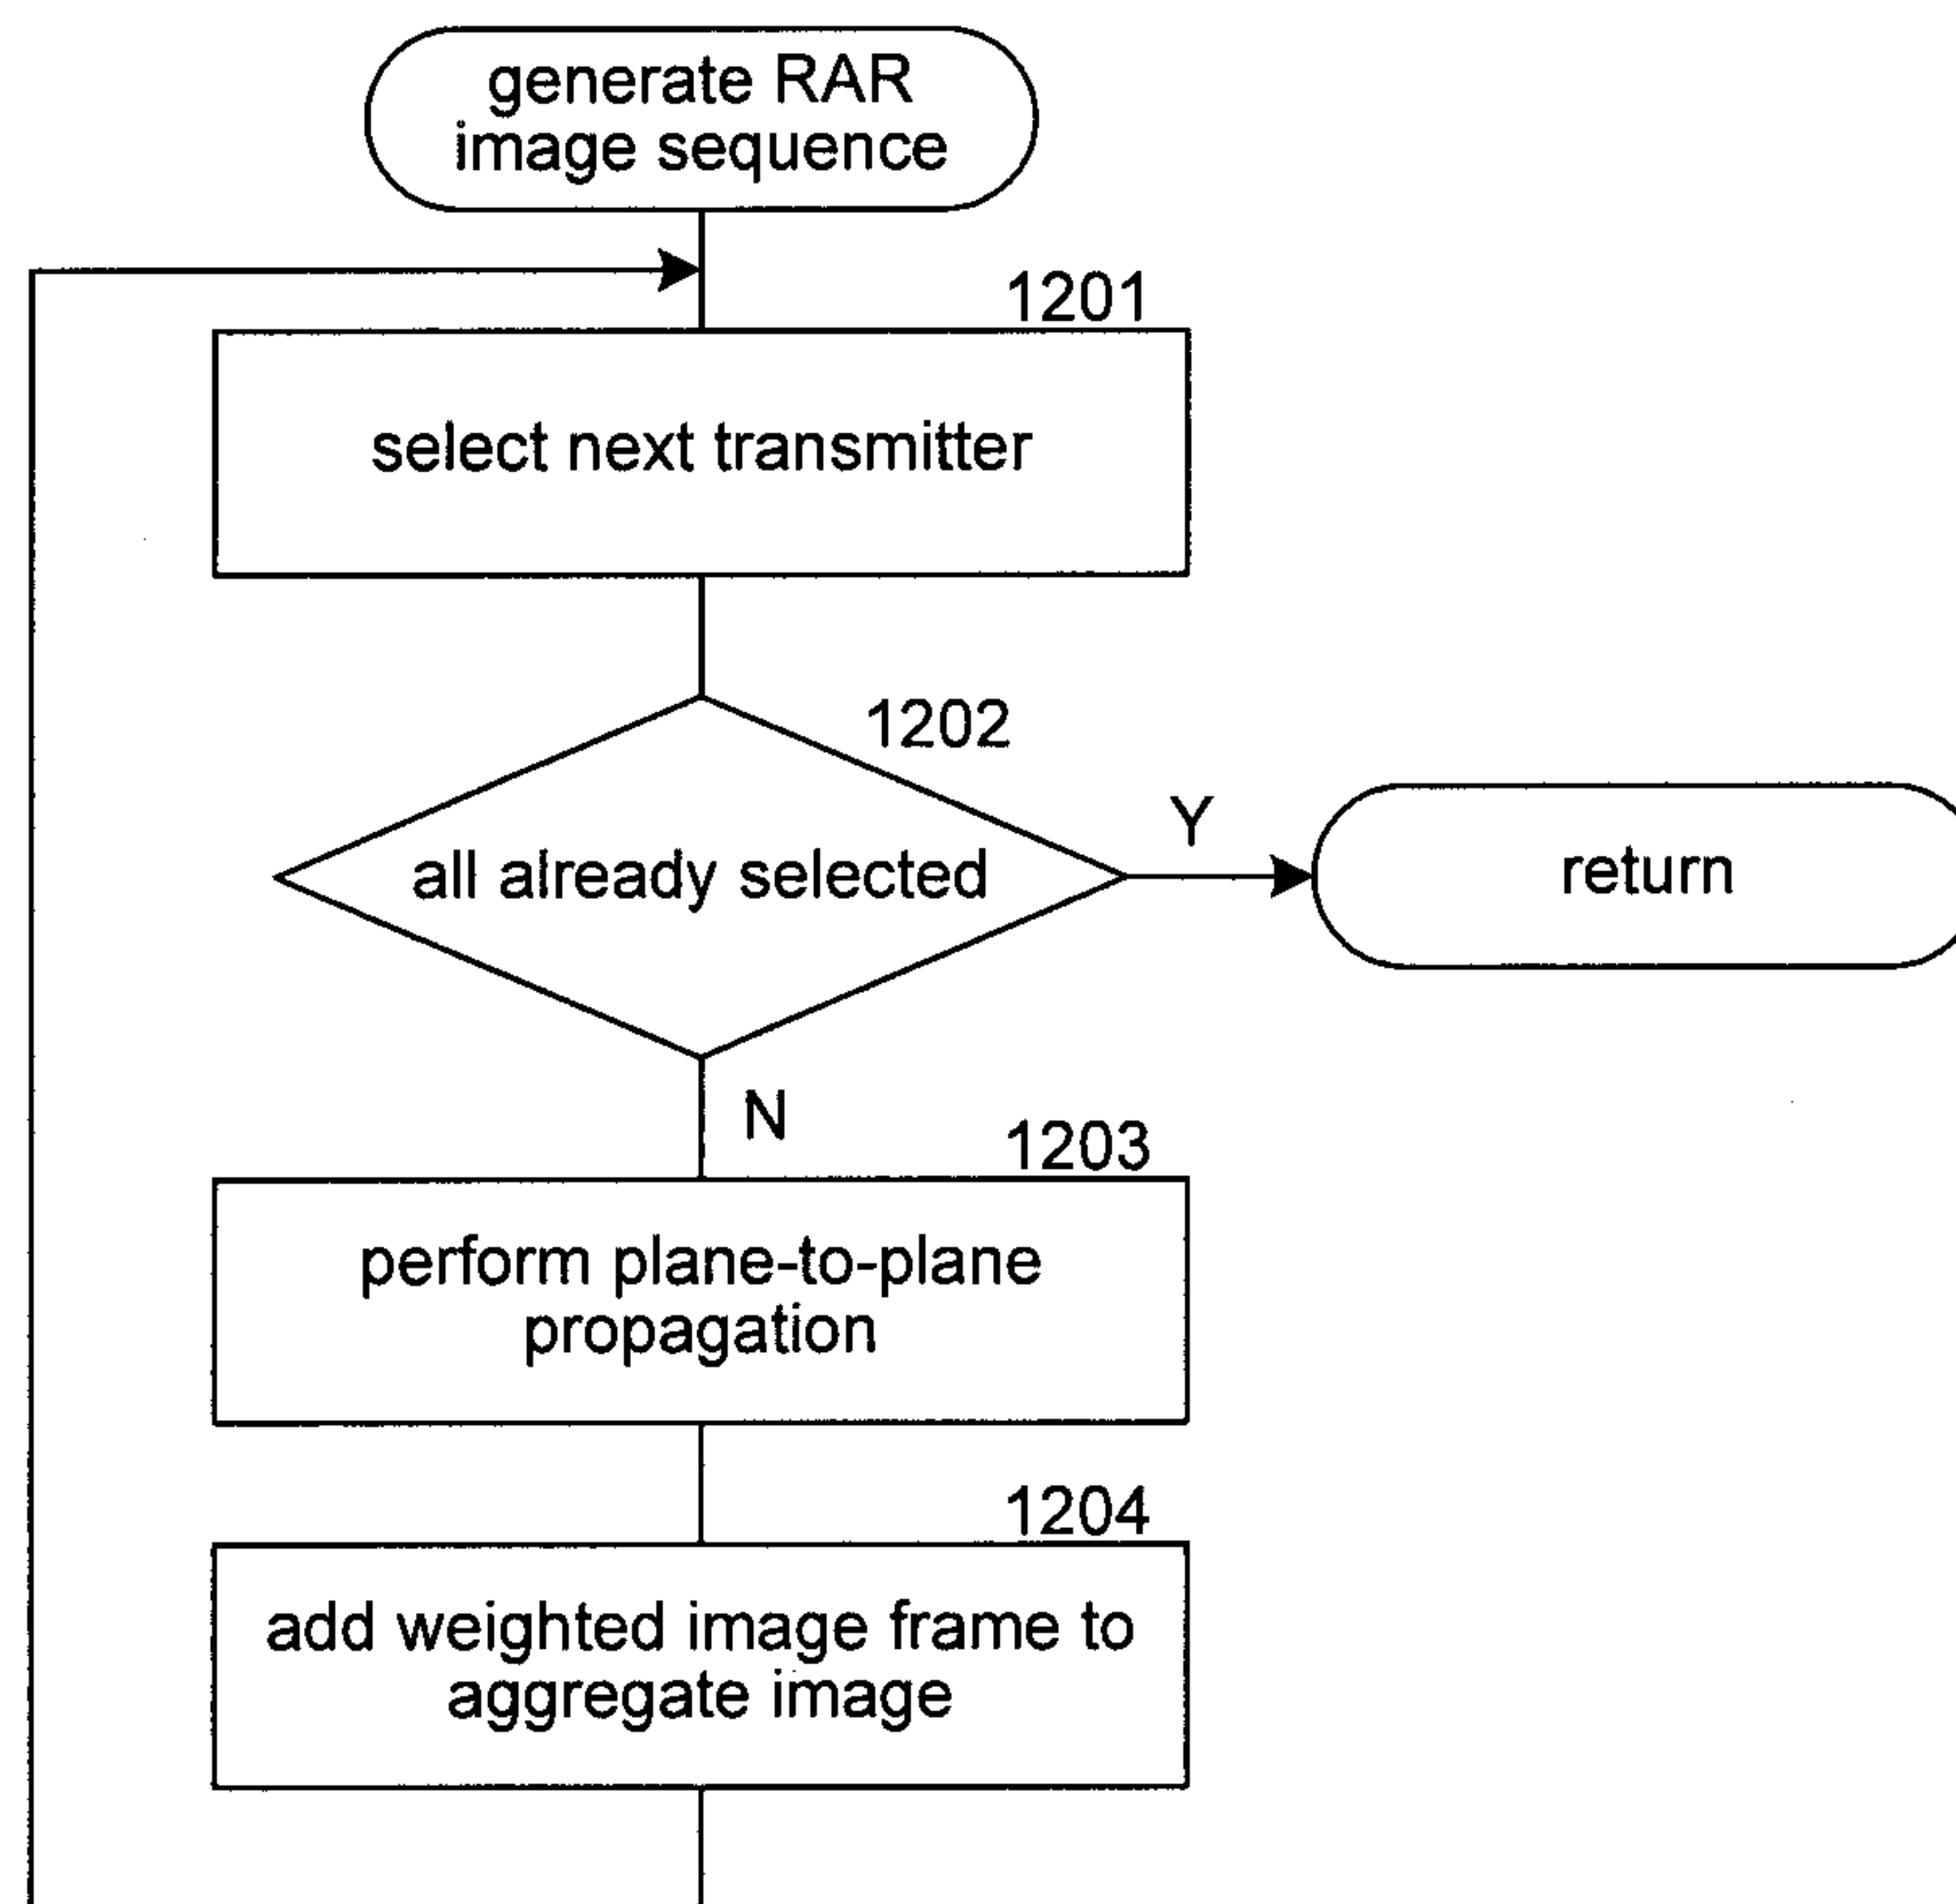 generate RAR
image sequence
1201
select next transmitter
1202
all already selected
Y
return
N
1203
perform plane-to-plane
propagation
1204
add weighted image frame to
aggregate image